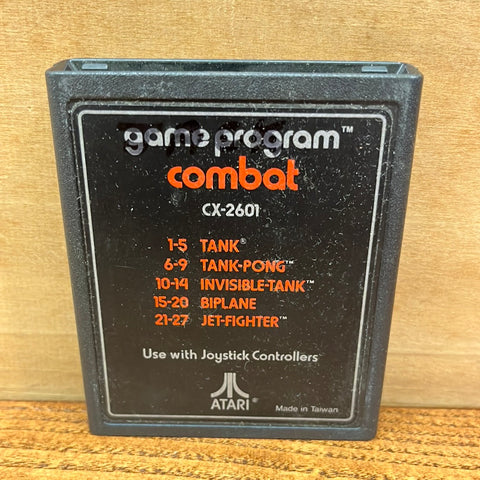 game program™
combat
CX-2601
1-5 TANK®
6-9 TANK-PONG™
10-14 INVISIBLE-TANK™
15-20 BIPLANE
21-27 JET-FIGHTER™
Use with Joystick Controllers
ATARI®
Made in Taiwan